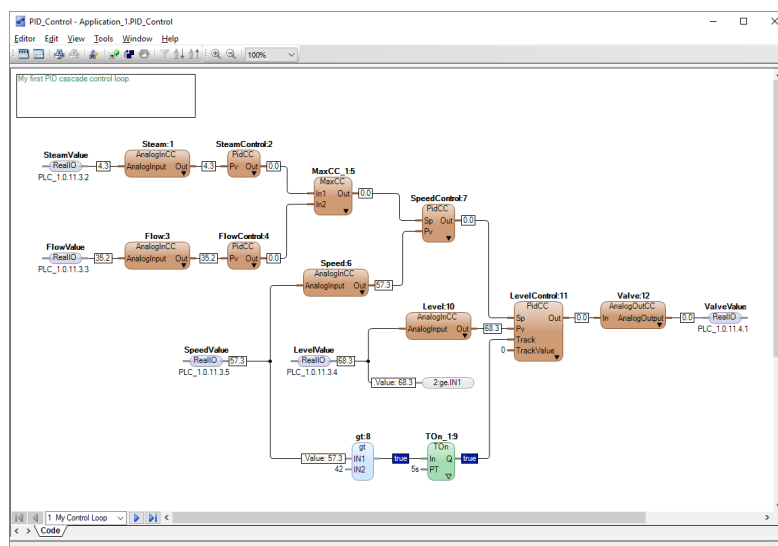 PID_Control - Application_1.PID_Control
Editor Edit View Tools Window Help
100%
My first PID cascade control loop.
SteamValue
RealIO
4.3
PLC_1.0.11.3.2
Steam:1
AnalogInCC
AnalogInput Out
4.3
SteamControl:2
PidCC
Pv Out
0.0
MaxCC_1:5
MaxCC
In1 Out
In2
0.0
SpeedControl:7
PidCC
Sp Out
Pv
0.0
FlowValue
RealIO
35.2
PLC_1.0.11.3.3
Flow:3
AnalogInCC
AnalogInput Out
35.2
FlowControl:4
PidCC
Pv Out
0.0
Speed:6
AnalogInCC
AnalogInput Out
57.3
Level:10
AnalogInCC
AnalogInput Out
68.3
LevelControl:11
PidCC
Sp Out
Pv
Track
0 TrackValue
0.0
Valve:12
AnalogOutCC
In AnalogOutput
0.0
ValveValue
RealIO
PLC_1.0.11.4.1
SpeedValue
RealIO
57.3
PLC_1.0.11.3.5
LevelValue
RealIO
68.3
PLC_1.0.11.3.4
.Value: 68.3
2:ge.IN1
gt:8
gt
.Value: 57.3 IN1
42 IN2
true
TOn_1:9
TOn
In Q
5s PT
true
1 My Control Loop
Code